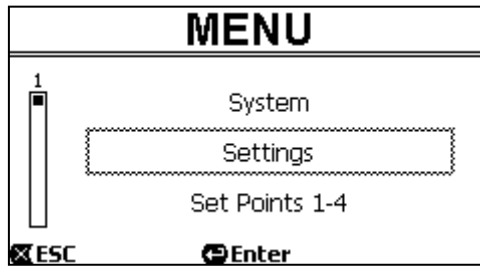 MENU
1
System
Settings
Set Points 1-4
ESC Enter